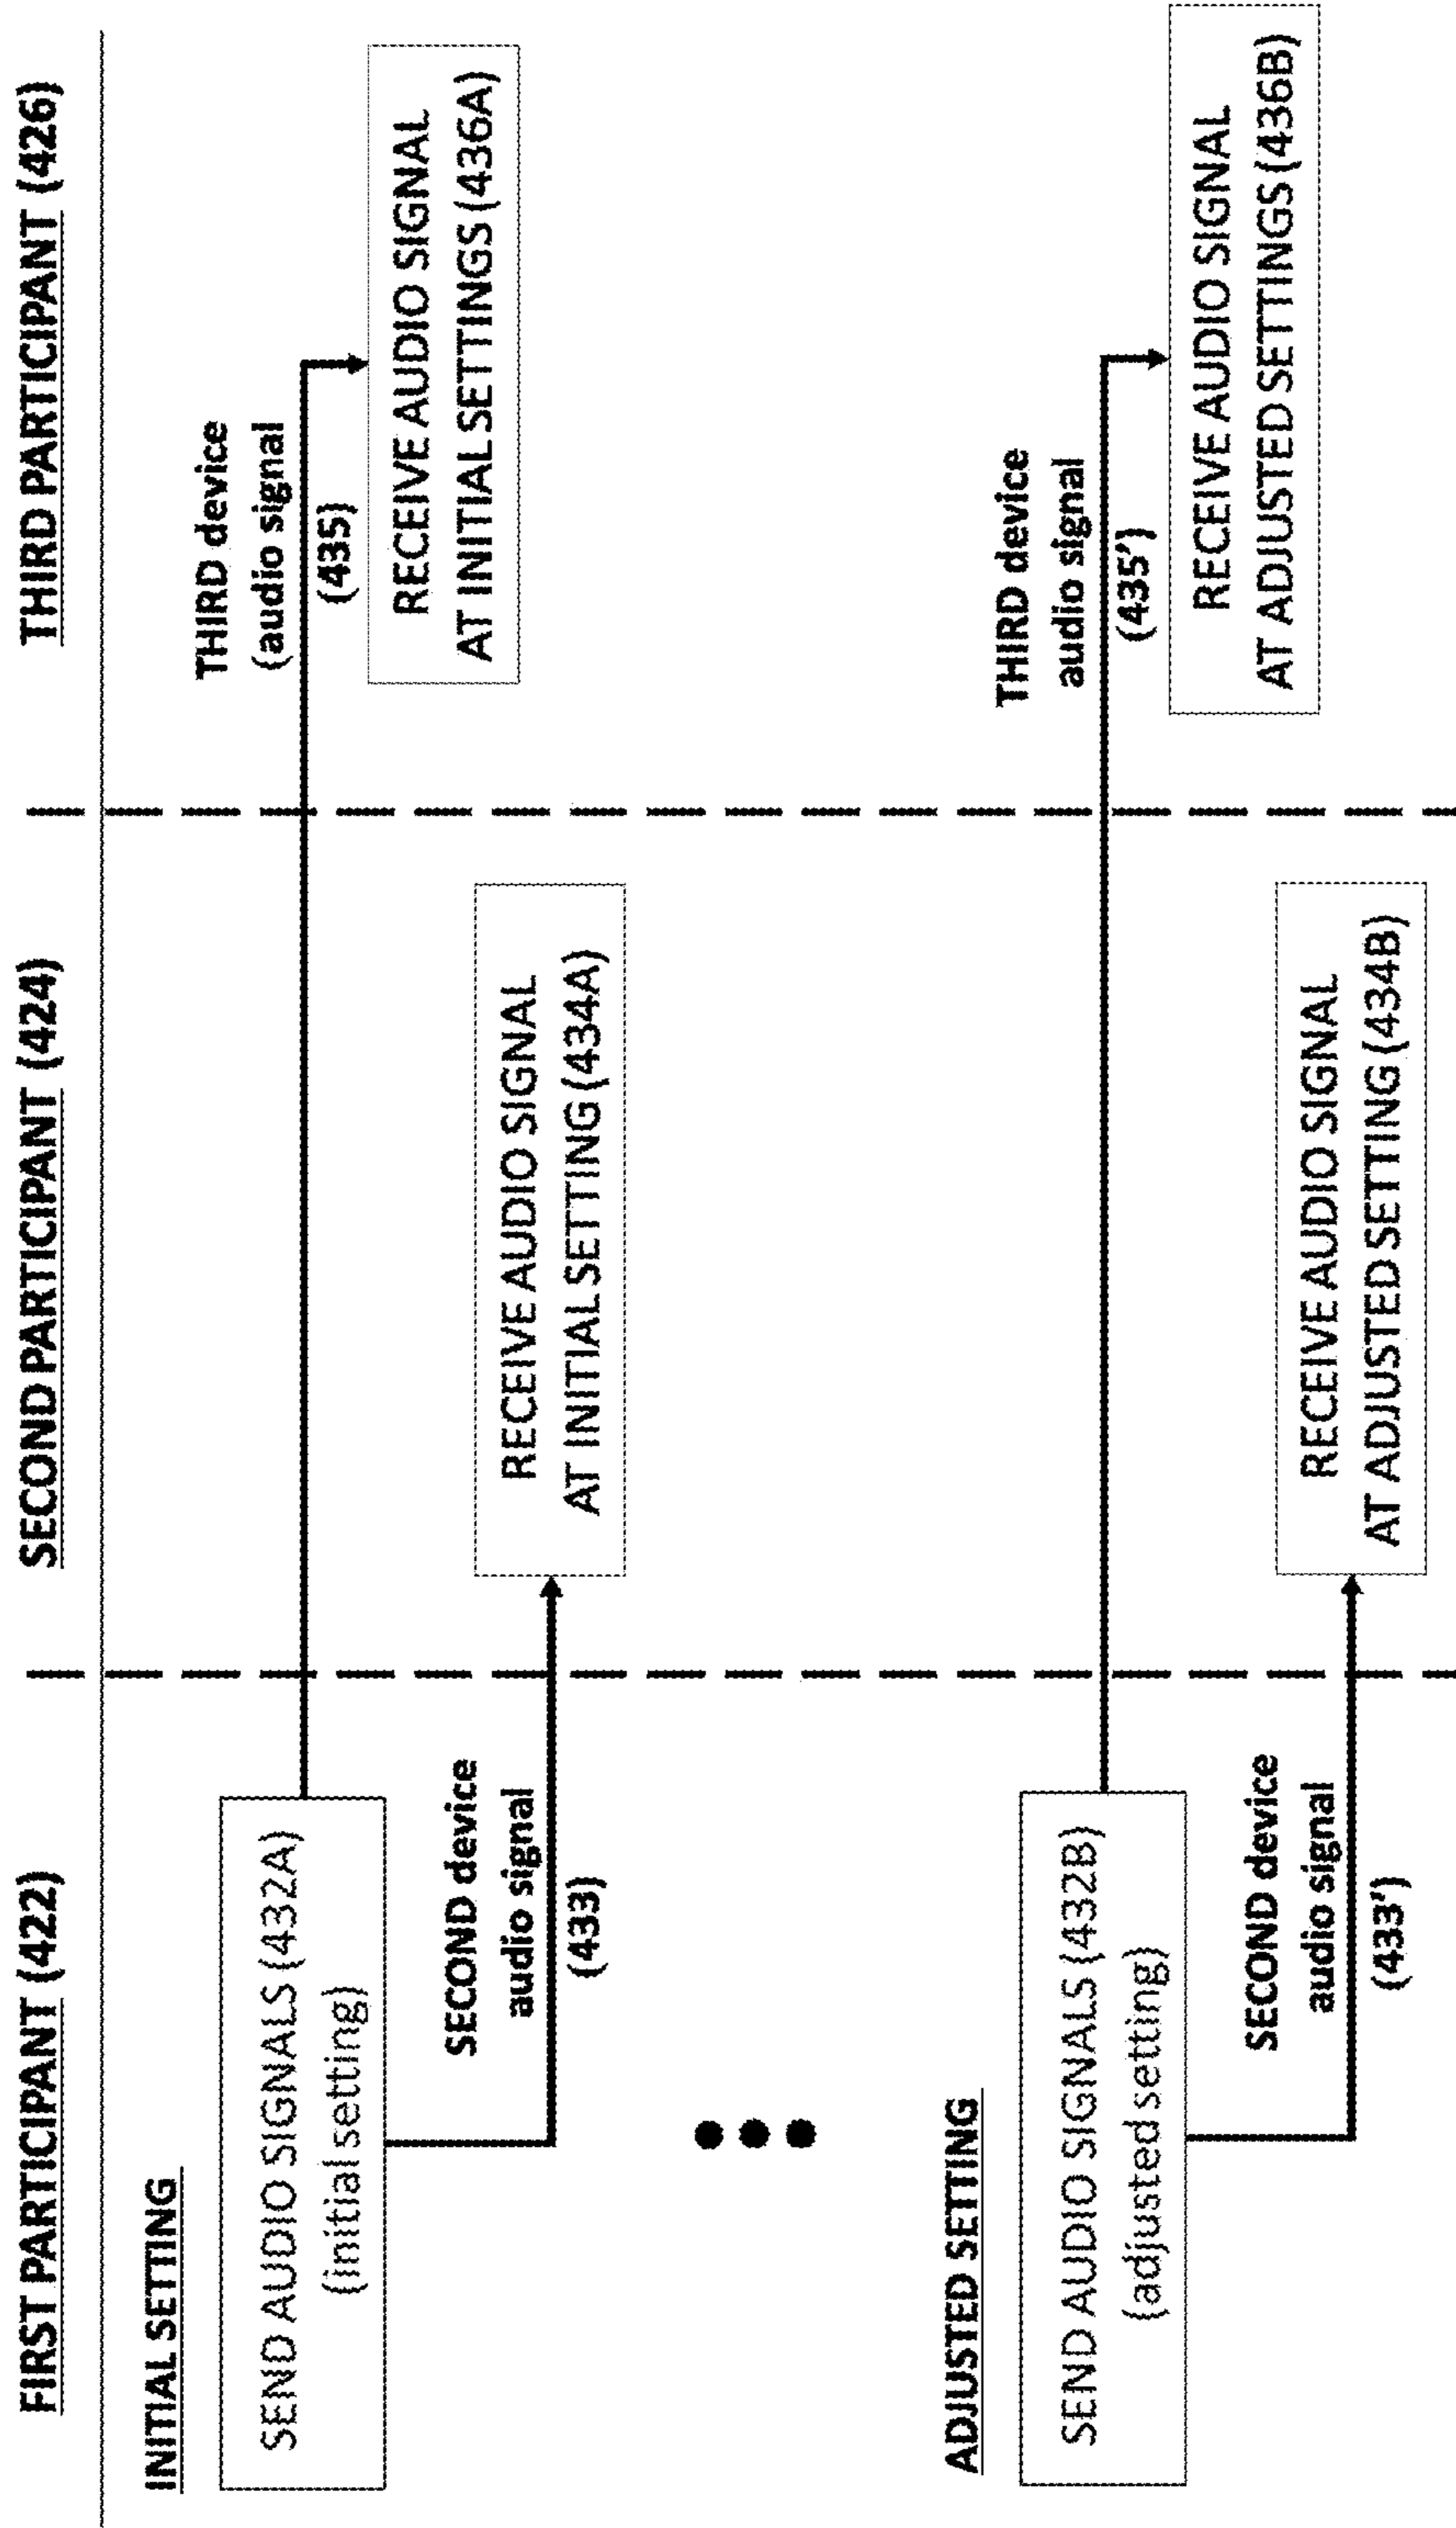 FIRST PARTICIPANT (422)
SECOND PARTICIPANT (424)
THIRD PARTICIPANT (426)
INITIAL SETTING
SEND AUDIO SIGNALS (432A)
(initial setting)
THIRD device
(audio signal
(435)
RECEIVE AUDIO SIGNAL
AT INITIAL SETTINGS (436A)
SECOND device
audio signal
(433)
RECEIVE AUDIO SIGNAL
AT INITIAL SETTING (434A)
ADJUSTED SETTING
SEND AUDIO SIGNALS (432B)
(adjusted setting)
THIRD device
audio signal
(435')
RECEIVE AUDIO SIGNAL
AT ADJUSTED SETTINGS (436B)
SECOND device
audio signal
(433')
RECEIVE AUDIO SIGNAL
AT ADJUSTED SETTING (434B)